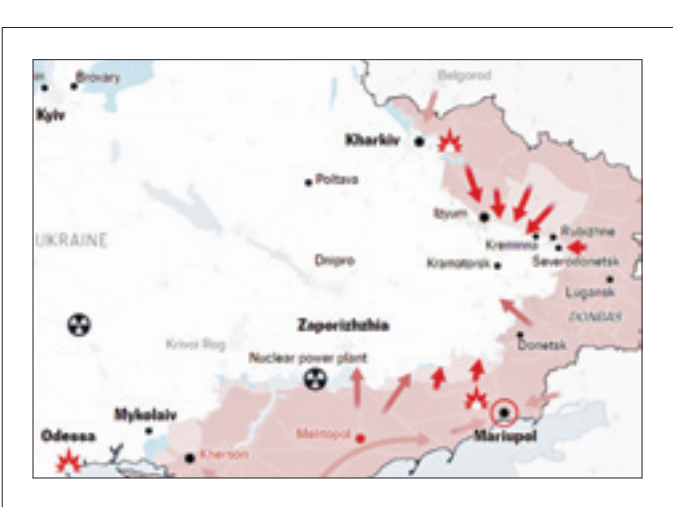 Belgorod
Brovary
Kyiv
Kharkiv
Poltava
Izyum
Rubizhne
UKRAINE
Kreminna
Dnipro
Kramatorsk
Severodonetsk
Lugansk
DONBAS
Zaporizhzhia
Krivoi Rog
Donetsk
Nuclear power plant
Mykolaiv
Melitopol
Odessa
Mariupol
Kherson